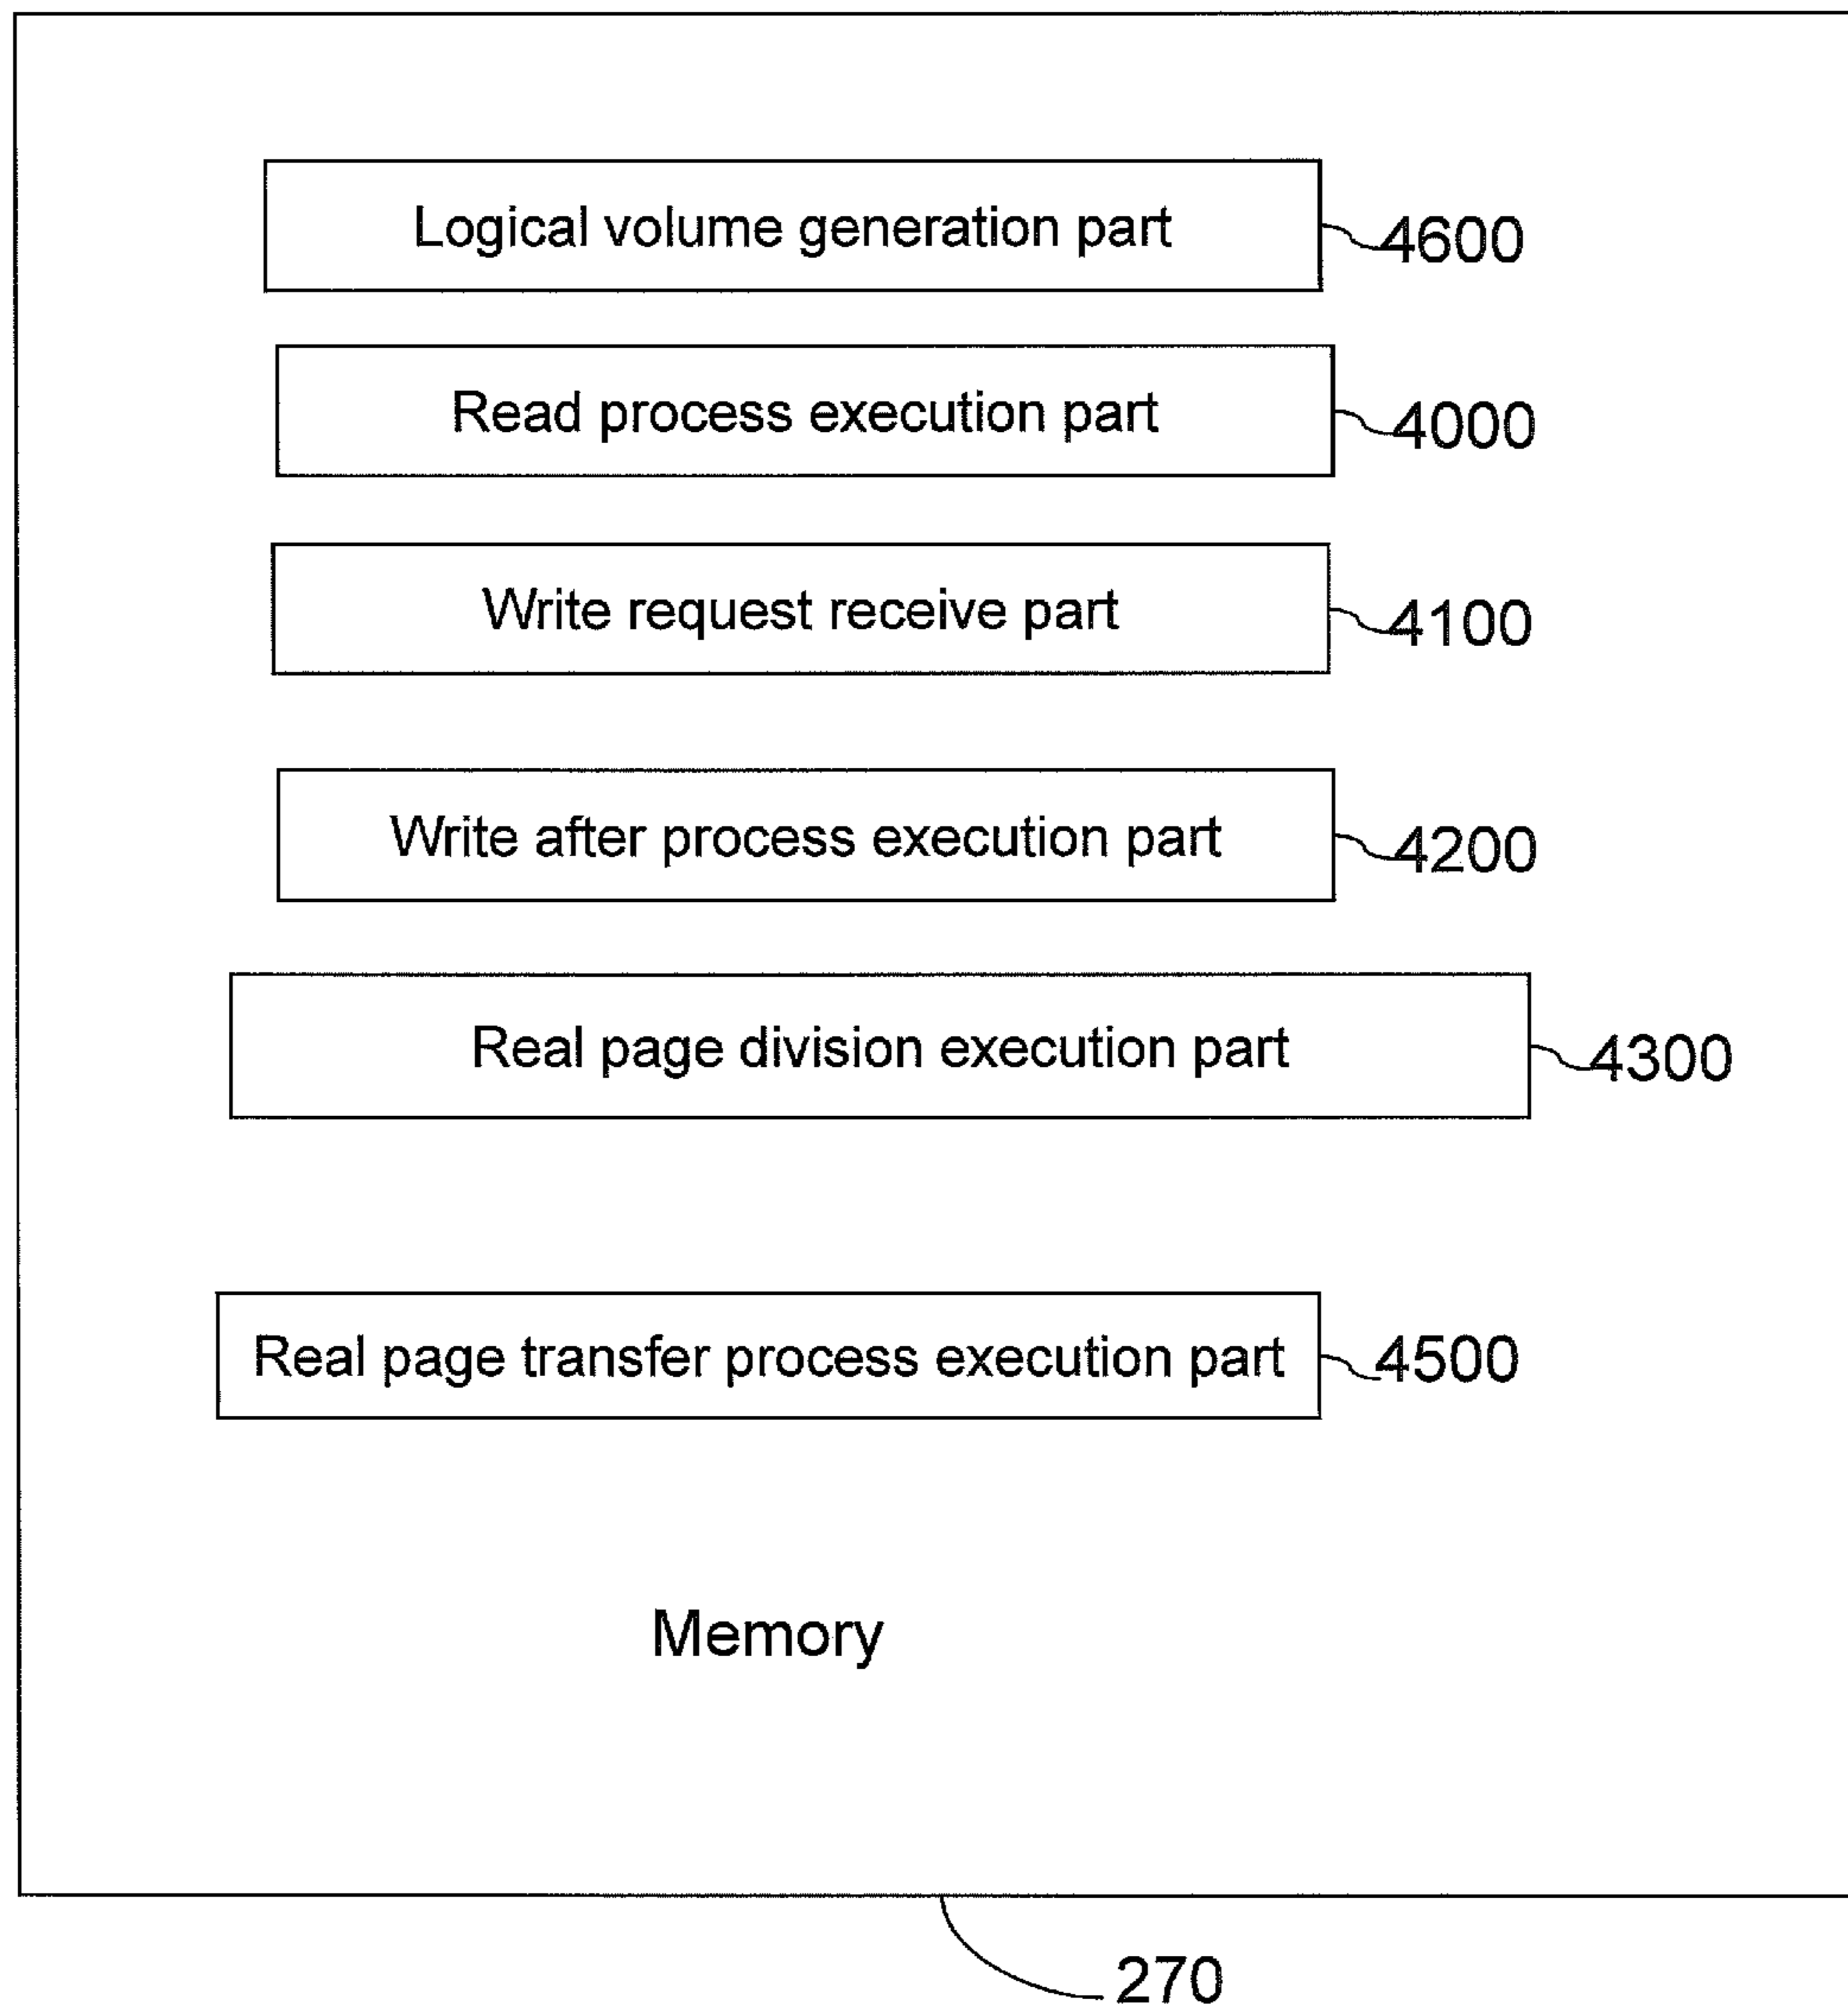 Logical volume generation part
4600
Read process execution part
4000
Write request receive part
4100
Write after process execution part
4200
Real page division execution part
4300
Real page transfer process execution part
4500
Memory
270